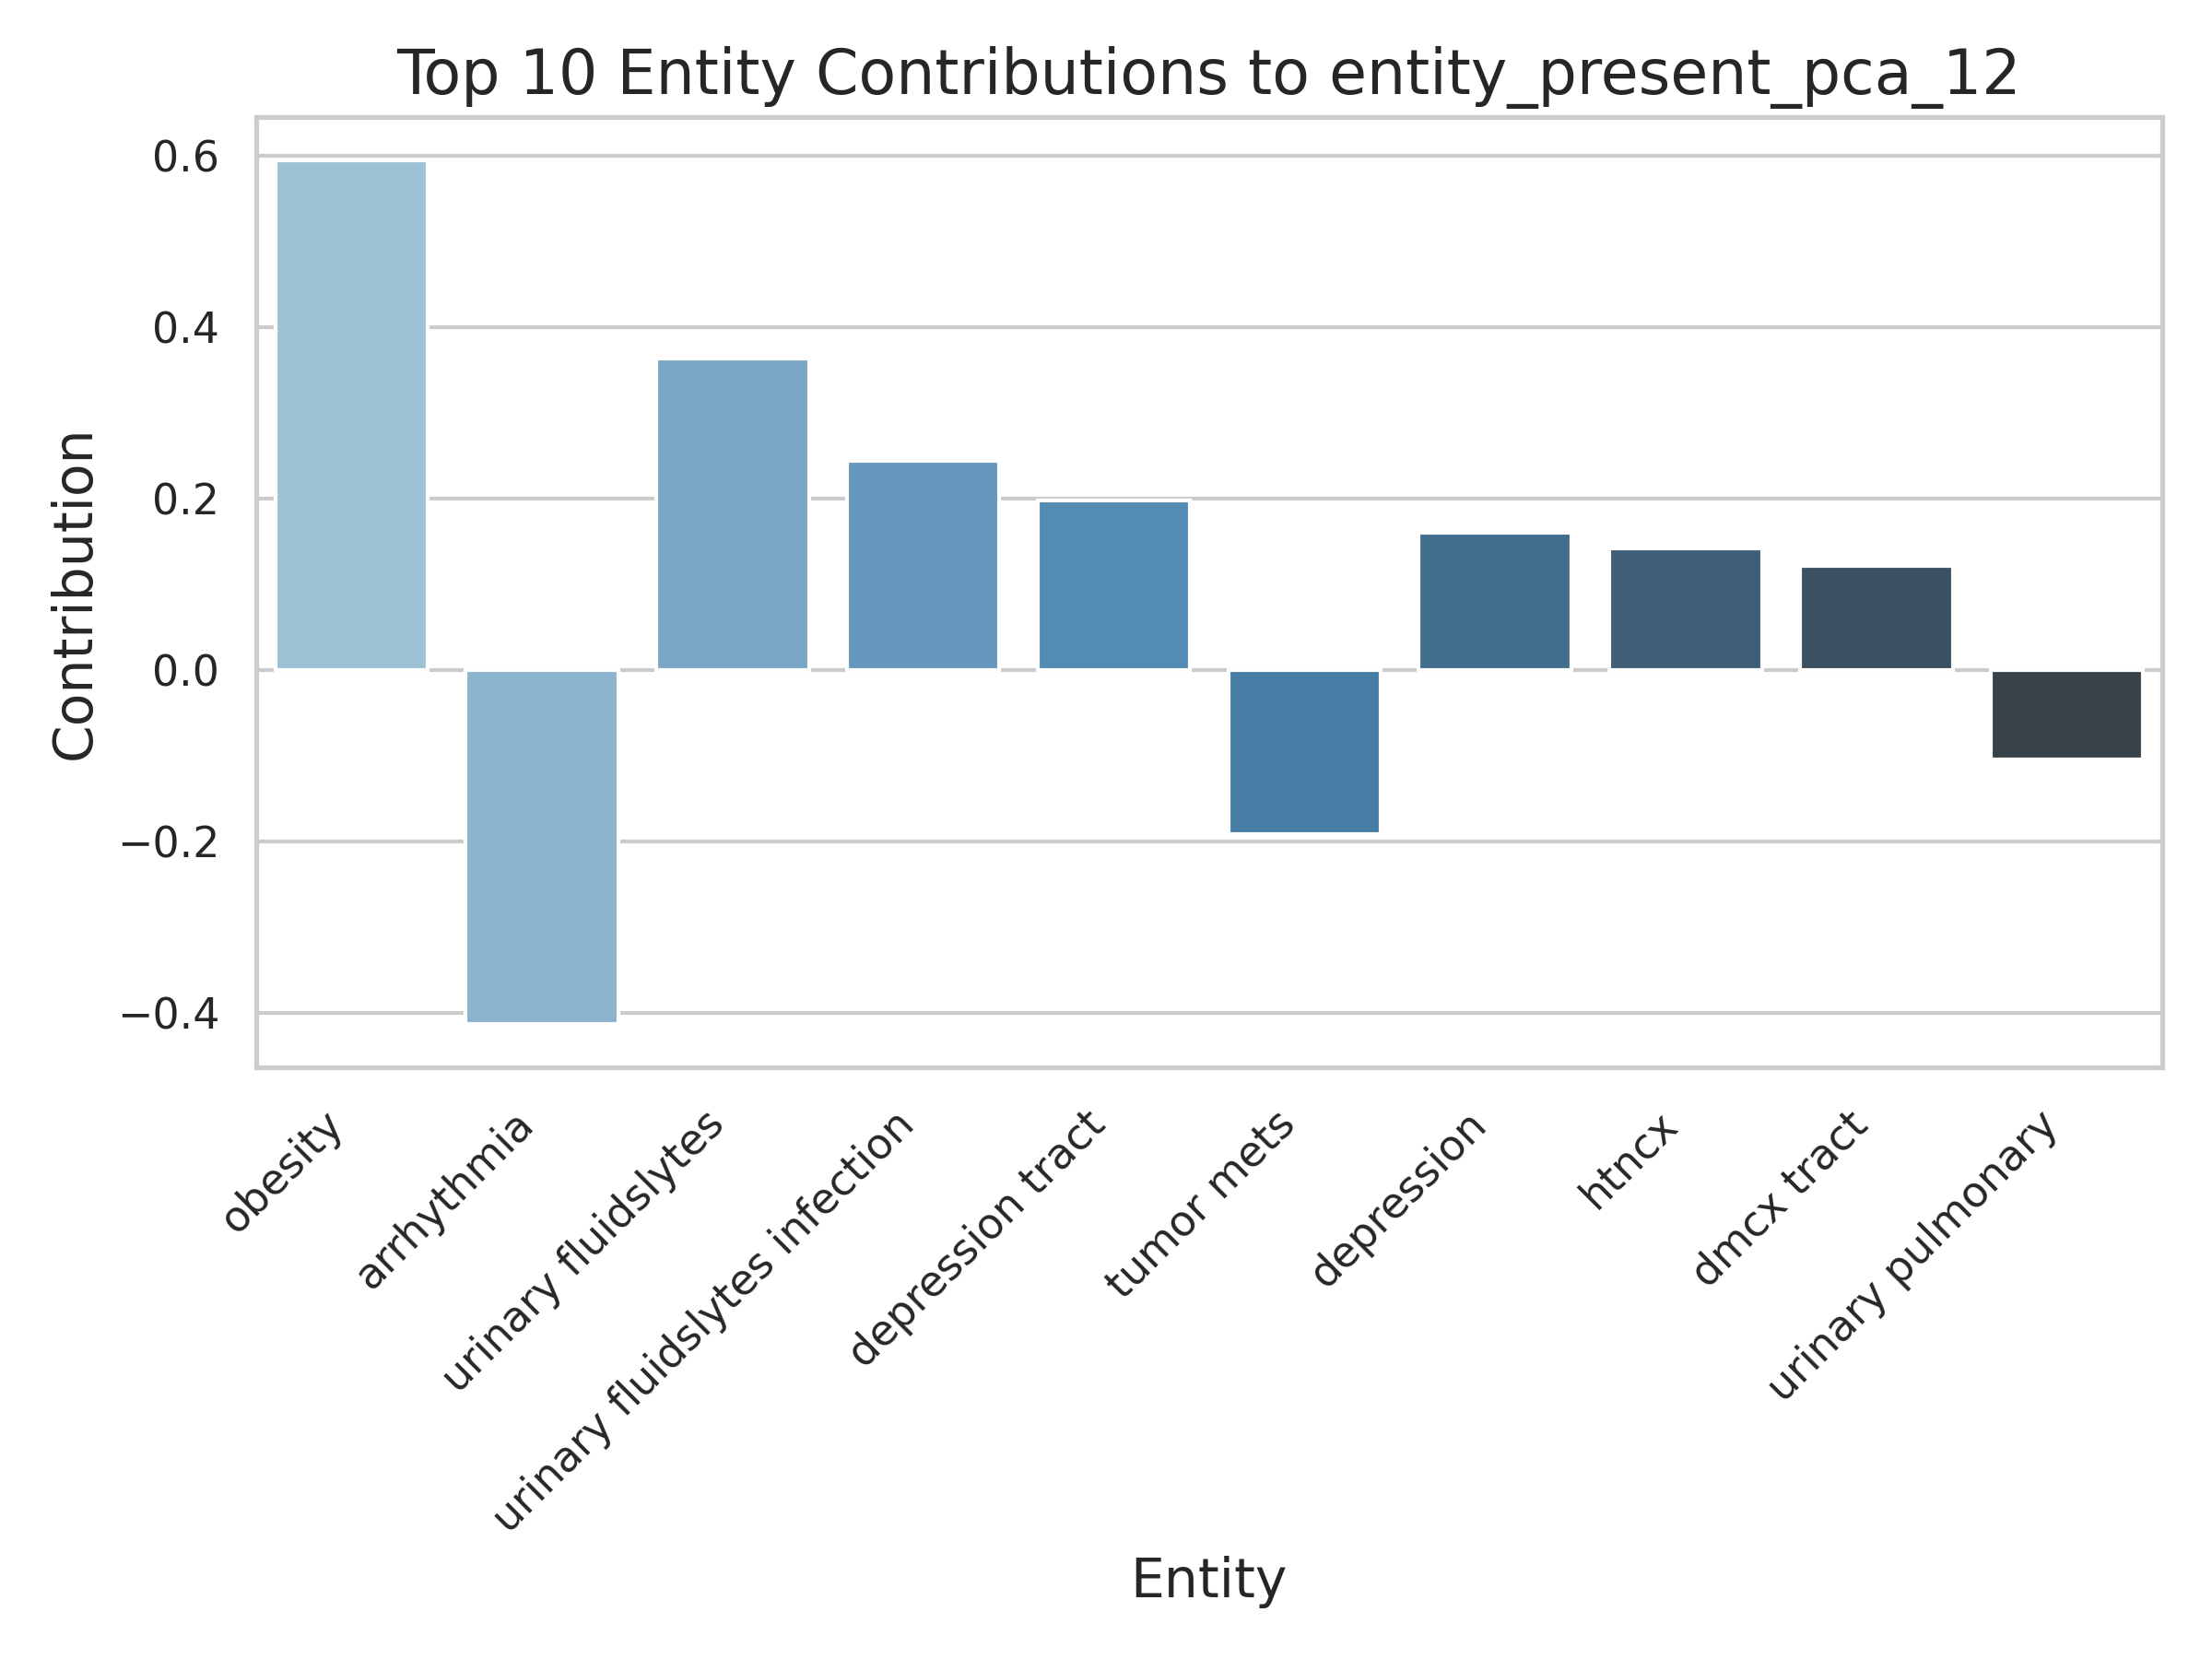 Top 10 Entity Contributions to entity_present_pca_12
Contribution
0.6
0.4
0.2
0.0
−0.2
−0.4
obesity
arrhythmia
urinary fluidslytes
urinary fluidslytes infection
depression tract
tumor mets
depression
htncx
dmcx tract
urinary pulmonary
Entity